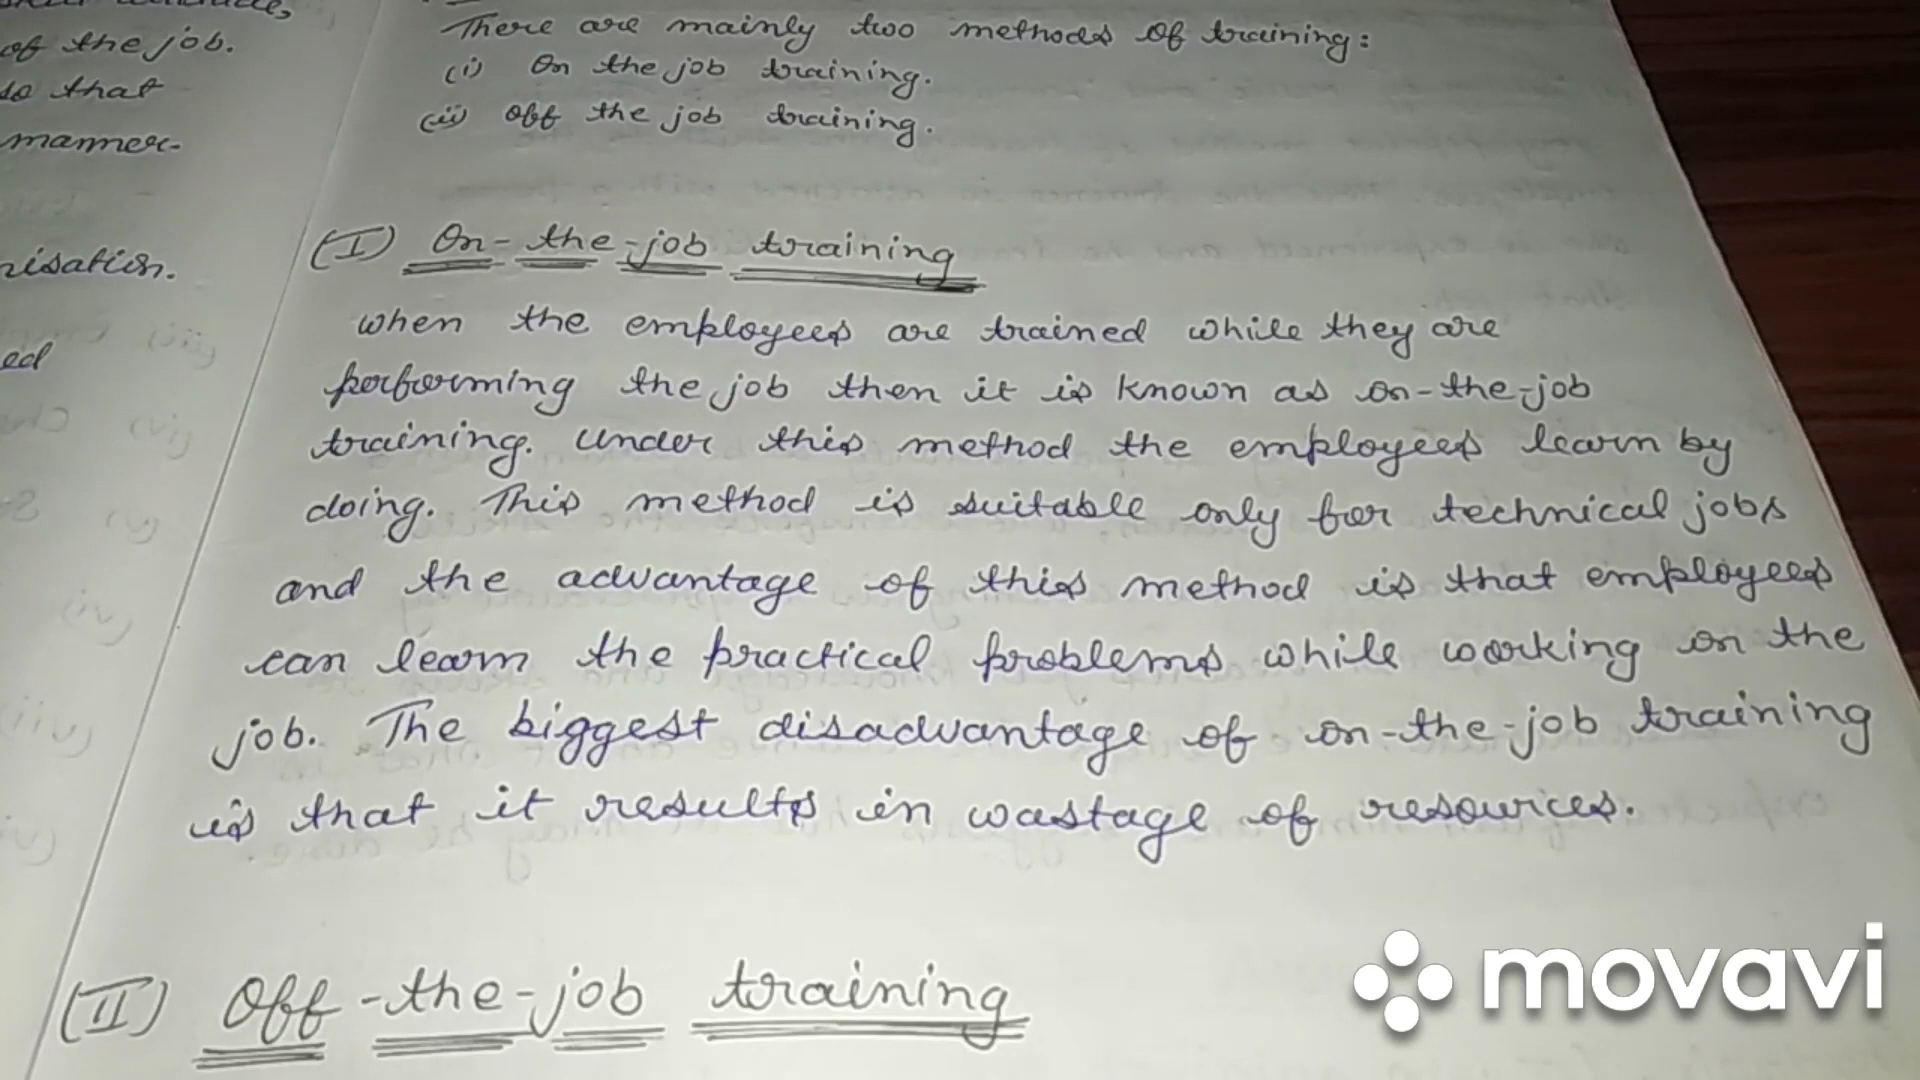 of the job.
so that
manner.
nisation.
ed
There are mainly two methods of training:
(i) On the job training.
(ii) Off the job training.
(I) On-the-job training
When the employees are trained while they are
performing the job then it is known as on-the-job
training. Under this method the employees learn by
doing. This method is suitable only for technical jobs
and the advantage of this method is that employees
can learn the practical problems while working on the
job. The biggest disadvantage of on-the-job training
is that it results in wastage of resources.
(II) Off-the-job training
movavi